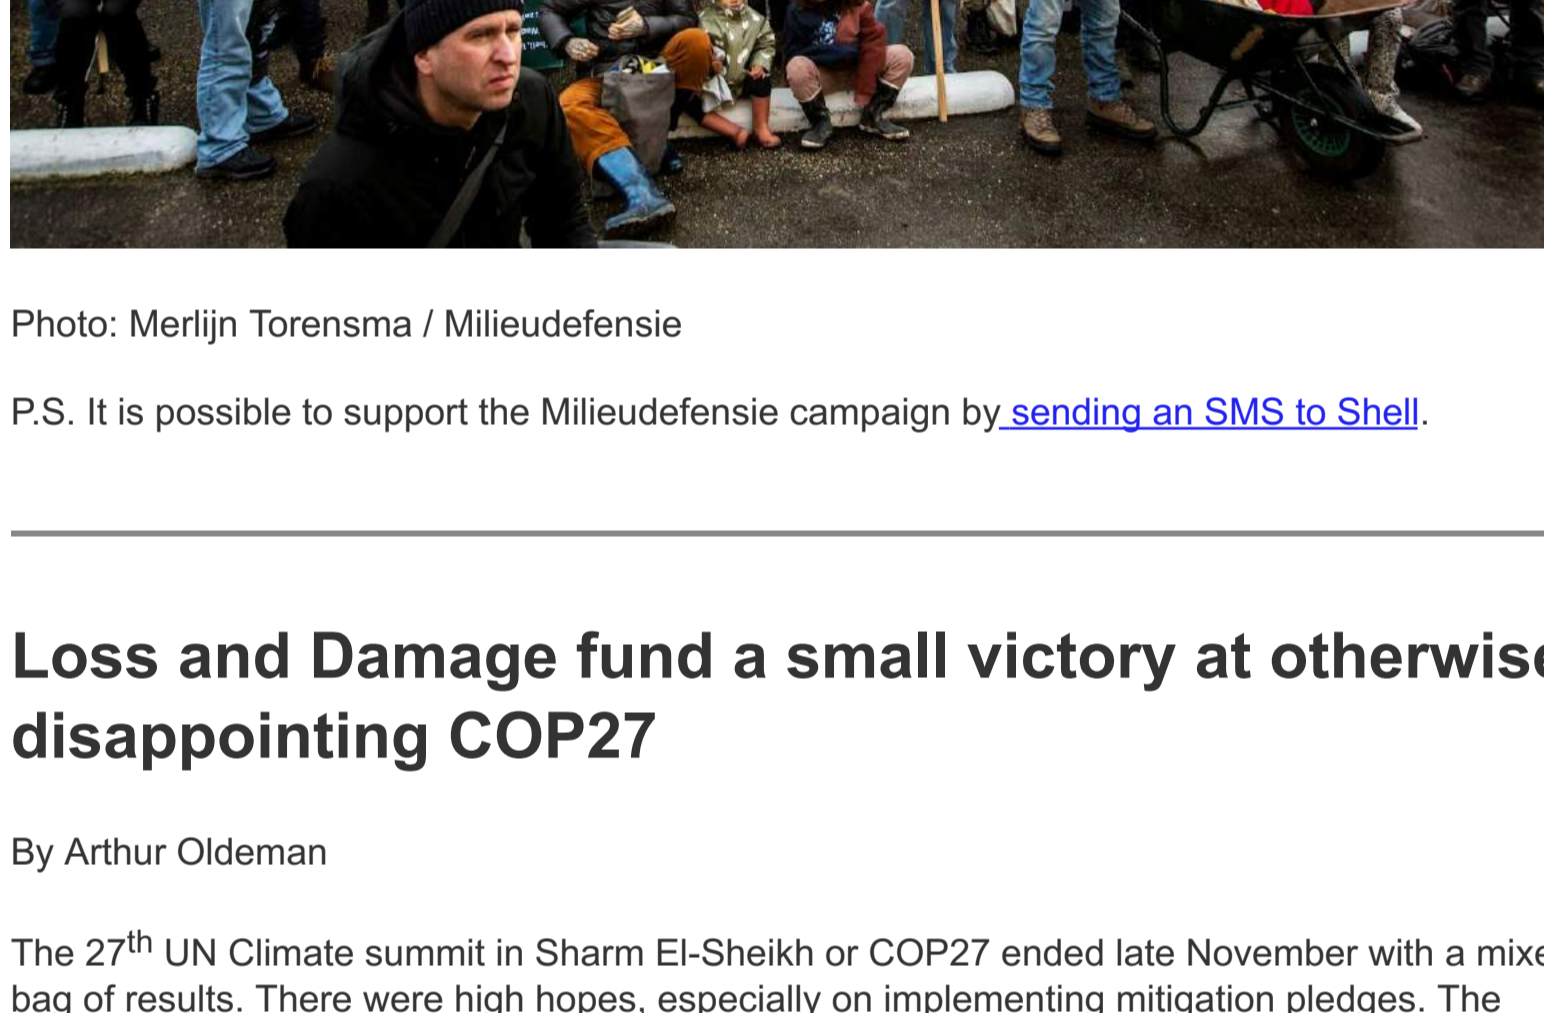 Photo: Merlijn Torensma / Milieudefensie
P.S. It is possible to support the Milieudefensie campaign by sending an SMS to Shell.
Loss and Damage fund a small victory at otherwise
disappointing COP27
By Arthur Oldeman
The 27th UN Climate summit in Sharm El-Sheikh or COP27 ended late November with a mixe
bag of results. There were high hopes, especially on implementing mitigation pledges. The